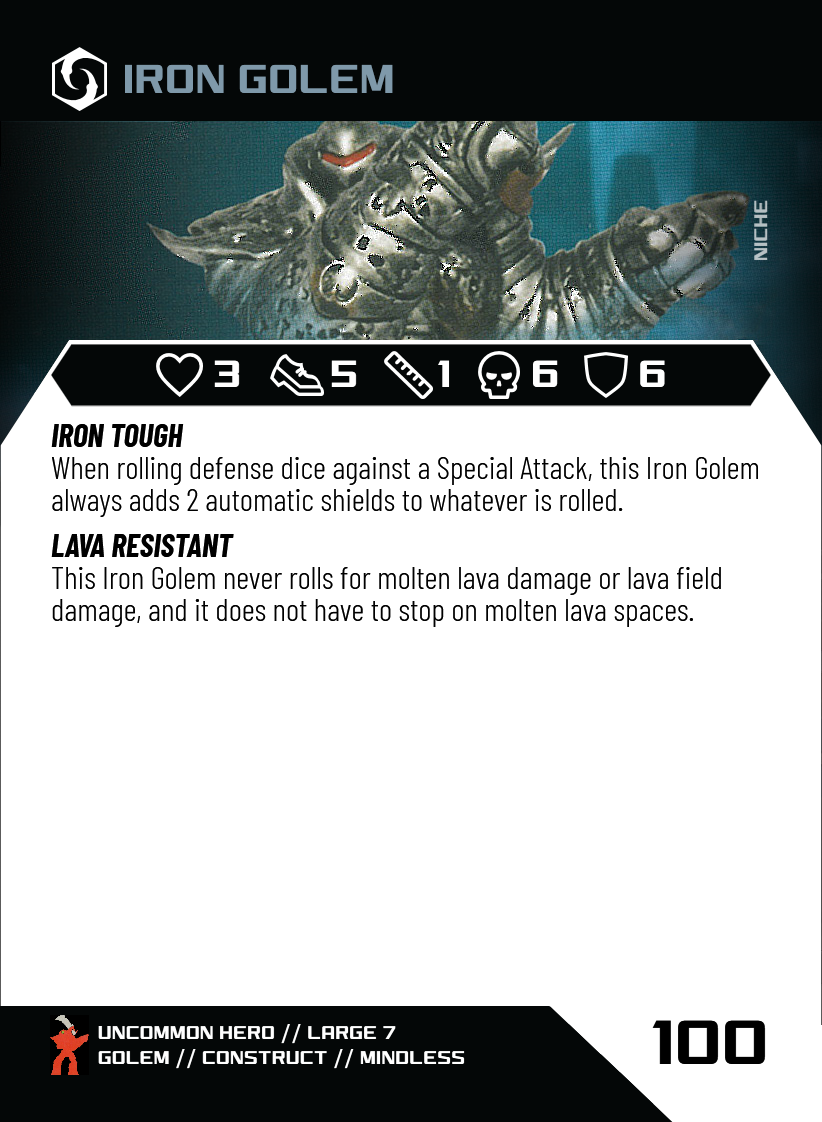 IRON GOLEM
NICHE
3 5 1 6 6
IRON TOUGH
When rolling defense dice against a Special Attack, this Iron Golem
always adds 2 automatic shields to whatever is rolled.
LAVA RESISTANT
This Iron Golem never rolls for molten lava damage or lava field
damage, and it does not have to stop on molten lava spaces.
UNCOMMON HERO // LARGE 7
GOLEM // CONSTRUCT // MINDLESS
100